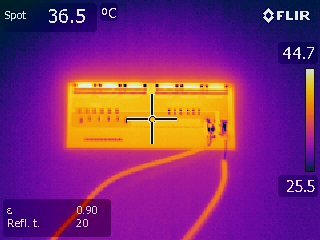 Spot 36.5 °C
FLIR
44.7
25.5
ε 0.90
Refl. t. 20